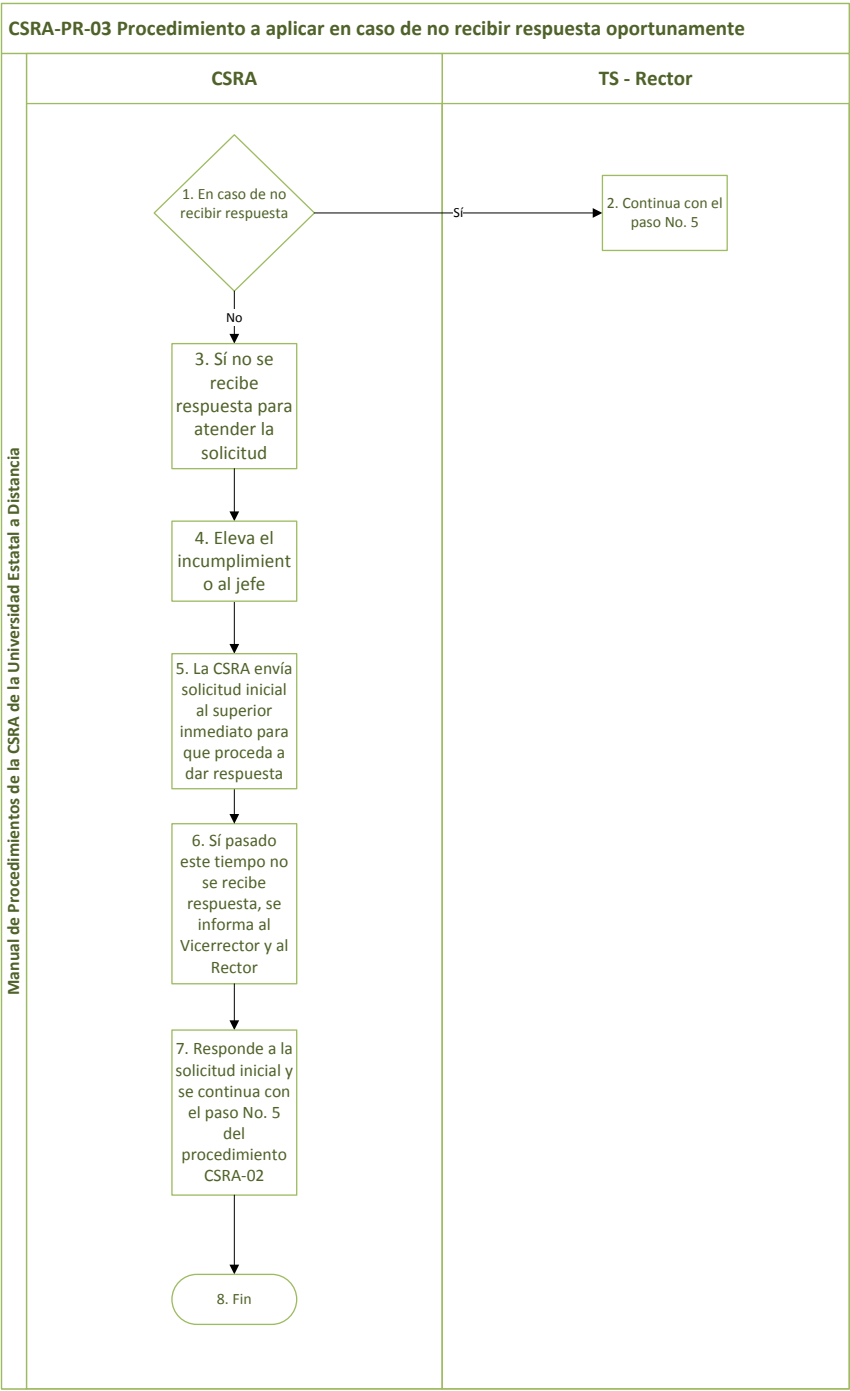 CSRA-PR-03 Procedimiento a aplicar en caso de no recibir respuesta oportunamente
CSRA
TS - Rector
Manual de Procedimientos de la CSRA de la Universidad Estatal a Distancia
1. En caso de no
recibir respuesta
Sí
2. Continua con el
paso No. 5
No
3. Sí no se
recibe
respuesta para
atender la
solicitud
4. Eleva el
incumplimient
o al jefe
5. La CSRA envía
solicitud inicial
al superior
inmediato para
que proceda a
dar respuesta
6. Sí pasado
este tiempo no
se recibe
respuesta, se
informa al
Vicerrector y al
Rector
7. Responde a la
solicitud inicial y
se continua con
el paso No. 5
del
procedimiento
CSRA-02
8. Fin